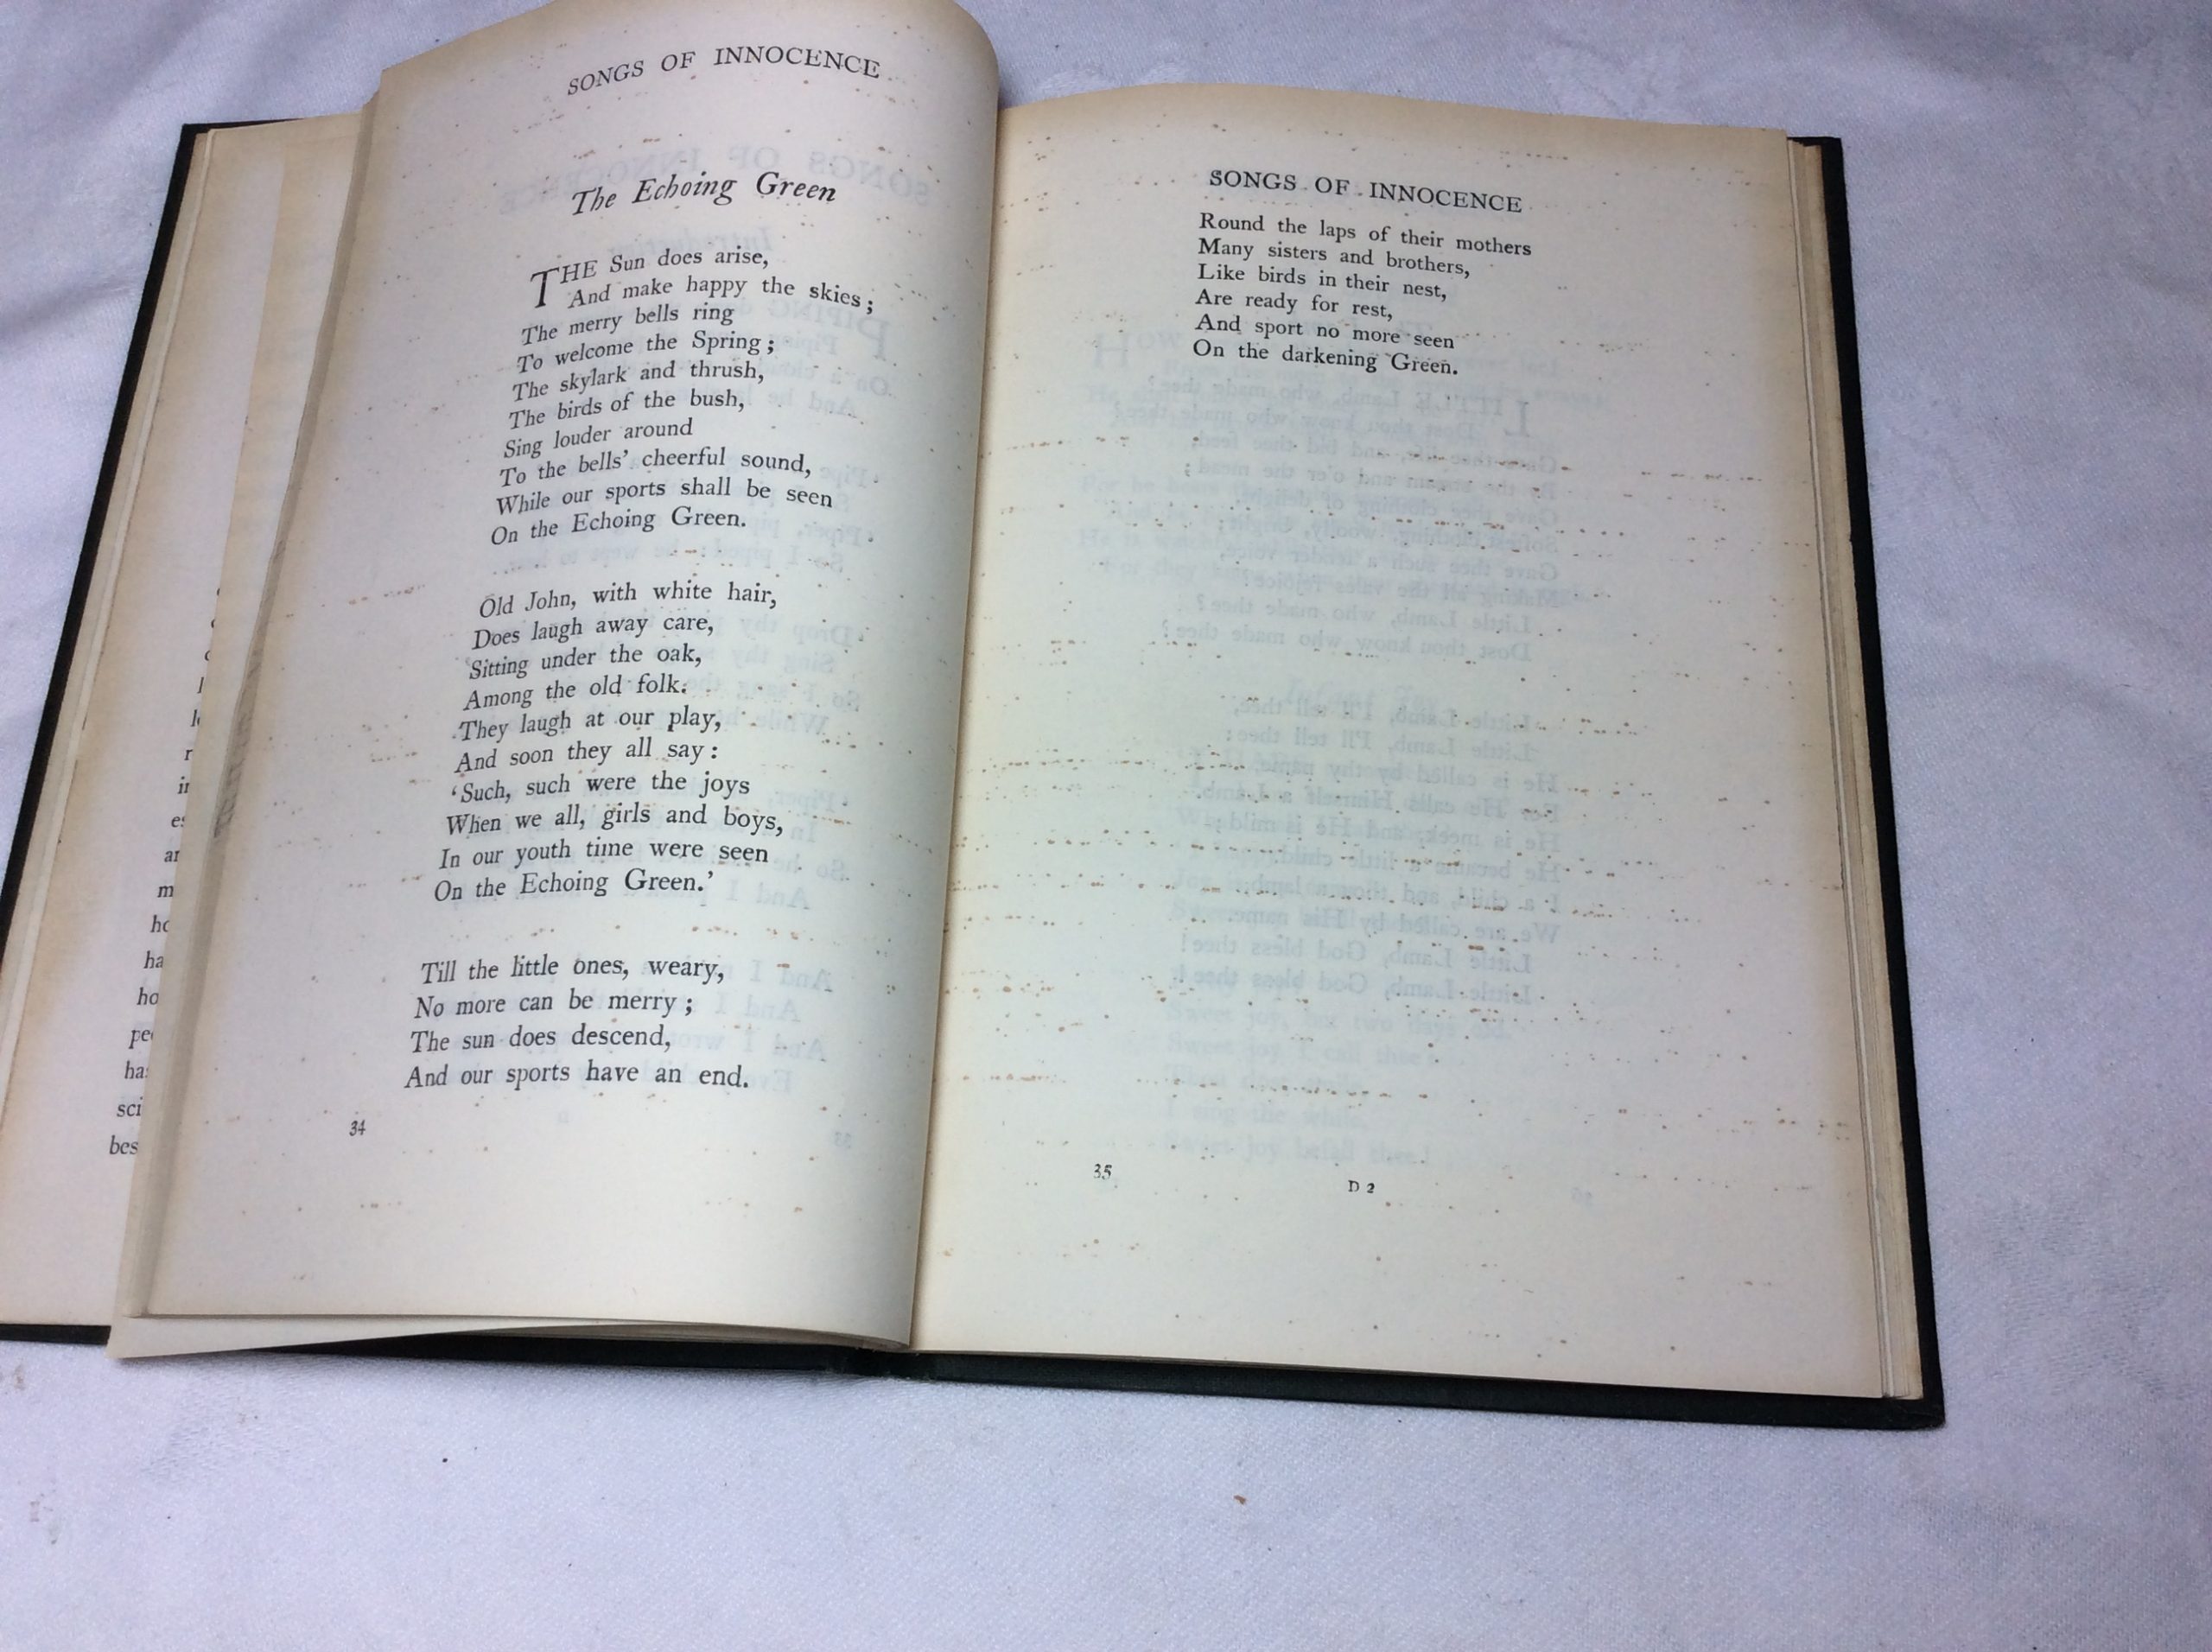 SONGS OF INNOCENCE
The Echoing Green
THE Sun does arise,
And make happy the skies;
The merry bells ring
To welcome the Spring;
The skylark and thrush,
The birds of the bush,
Sing louder around
To the bells' cheerful sound,
While our sports shall be seen
On the Echoing Green.
Old John, with white hair,
Does laugh away care,
Sitting under the oak,
Among the old folk.
They laugh at our play,
And soon they all say:
'Such, such were the joys
When we all, girls and boys,
In our youth time were seen
On the Echoing Green.'
Till the little ones, weary,
No more can be merry;
The sun does descend,
And our sports have an end.
34
SONGS OF INNOCENCE
Round the laps of their mothers
Many sisters and brothers,
Like birds in their nest,
Are ready for rest,
And sport no more seen
On the darkening Green.
35
D 2